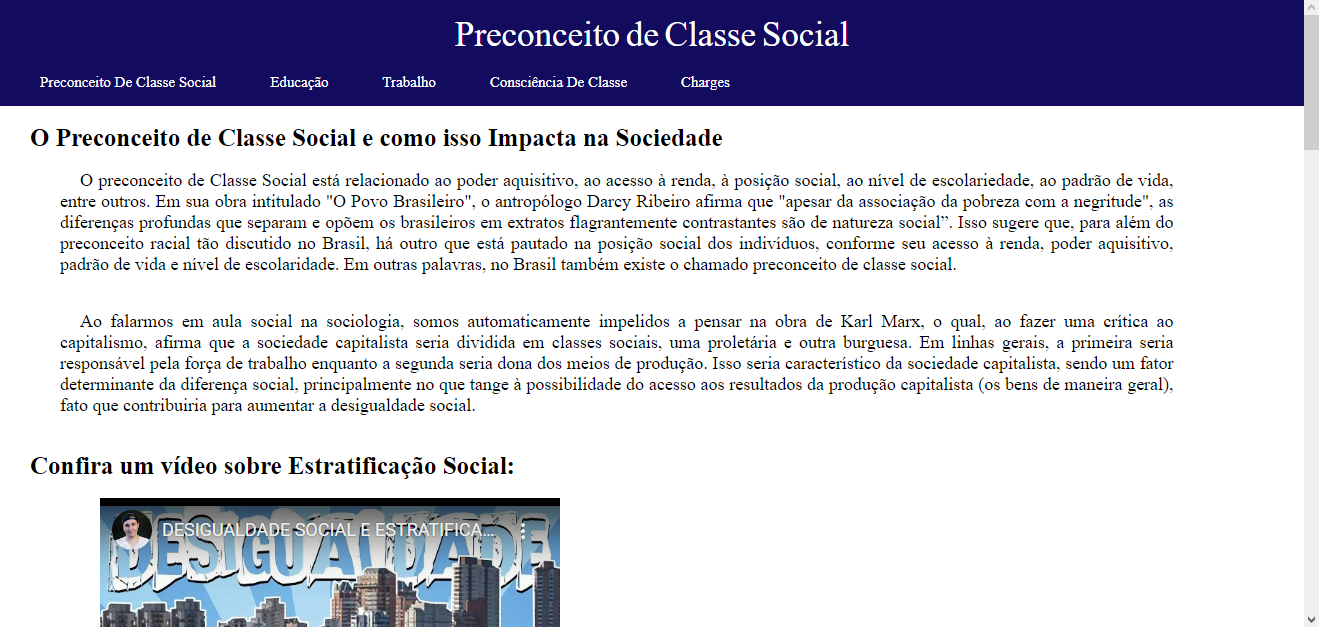 Preconceito de Classe Social
Preconceito De Classe Social Educação Trabalho Consciência De Classe Charges
O Preconceito de Classe Social e como isso Impacta na Sociedade
O preconceito de Classe Social está relacionado ao poder aquisitivo, ao acesso à renda, à posição social, ao nível de escolariedade, ao padrão de vida,
entre outros. Em sua obra intitulado "O Povo Brasileiro", o antropólogo Darcy Ribeiro afirma que "apesar da associação da pobreza com a negritude", as
diferenças profundas que separam e opõem os brasileiros em extratos flagrantemente contrastantes são de natureza social”. Isso sugere que, para além do
preconceito racial tão discutido no Brasil, há outro que está pautado na posição social dos indivíduos, conforme seu acesso à renda, poder aquisitivo,
padrão de vida e nível de escolaridade. Em outras palavras, no Brasil também existe o chamado preconceito de classe social.
Ao falarmos em aula social na sociologia, somos automaticamente impelidos a pensar na obra de Karl Marx, o qual, ao fazer uma crítica ao
capitalismo, afirma que a sociedade capitalista seria dividida em classes sociais, uma proletária e outra burguesa. Em linhas gerais, a primeira seria
responsável pela força de trabalho enquanto a segunda seria dona dos meios de produção. Isso seria característico da sociedade capitalista, sendo um fator
determinante da diferença social, principalmente no que tange à possibilidade do acesso aos resultados da produção capitalista (os bens de maneira geral),
fato que contribuiria para aumentar a desigualdade social.
Confira um vídeo sobre Estratificação Social:
DESIGUALDADE SOCIAL E ESTRATIFICA...
DESIGUALDADE